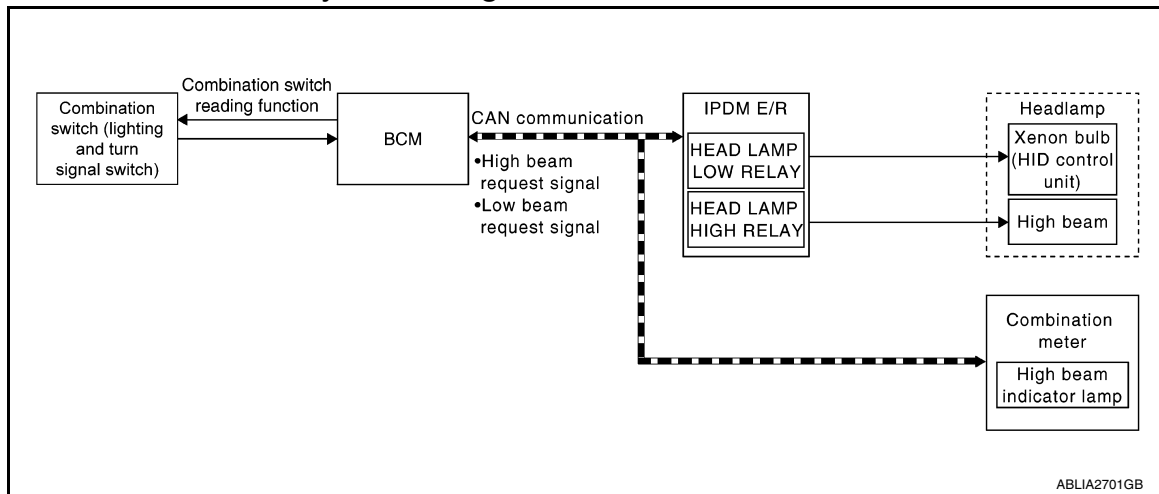 Combination switch
reading function
Combination
switch (lighting
and turn
signal switch)
BCM
CAN communication
•High beam
request signal
•Low beam
request signal
IPDM E/R
HEAD LAMP
LOW RELAY
HEAD LAMP
HIGH RELAY
Headlamp
Xenon bulb
(HID control
unit)
High beam
Combination
meter
High beam
indicator lamp
ABLIA2701GB